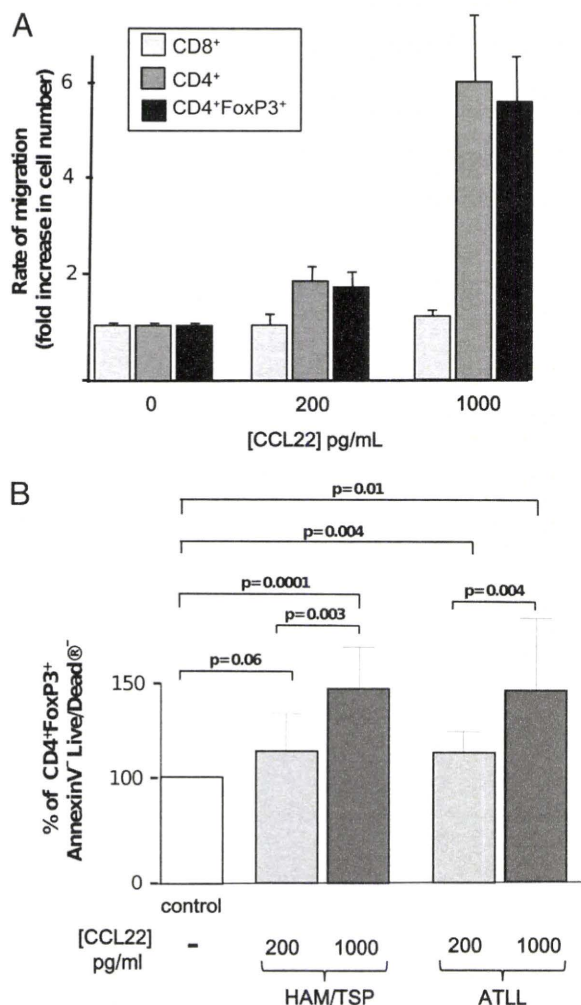 A
CD8⁺
CD4⁺
CD4⁺FoxP3⁺
Rate of migration
(fold increase in cell number)
6
4
2
0 200 1000
[CCL22] pg/mL
B
p=0.01
p=0.004
p=0.0001
p=0.004
p=0.003
p=0.06
% of CD4⁺FoxP3⁺
AnnexinV⁻ Live/Dead®⁻
150
100
0
control
[CCL22] - 200 1000 200 1000
pg/ml
HAM/TSP ATLL